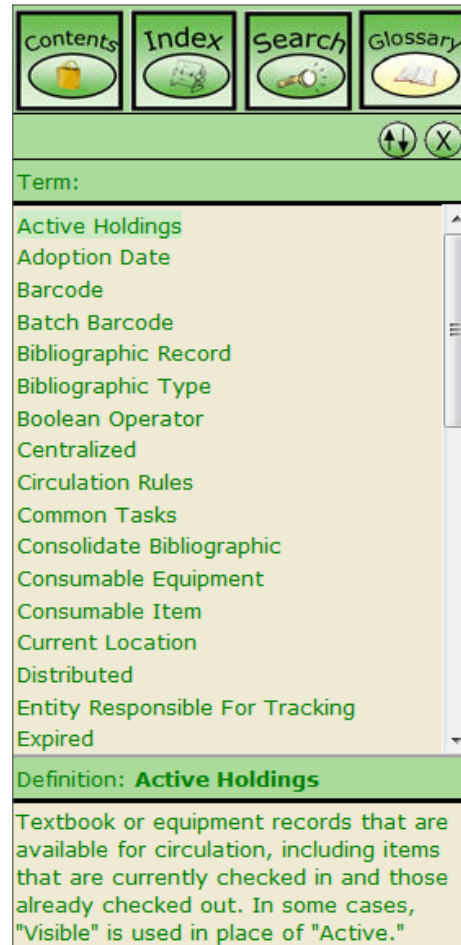 Contents Index Search Glossary
X
Term:
Active Holdings
Adoption Date
Barcode
Batch Barcode
Bibliographic Record
Bibliographic Type
Boolean Operator
Centralized
Circulation Rules
Common Tasks
Consolidate Bibliographic
Consumable Equipment
Consumable Item
Current Location
Distributed
Entity Responsible For Tracking
Expired
Definition: Active Holdings
Textbook or equipment records that are
available for circulation, including items
that are currently checked in and those
already checked out. In some cases,
"Visible" is used in place of "Active."